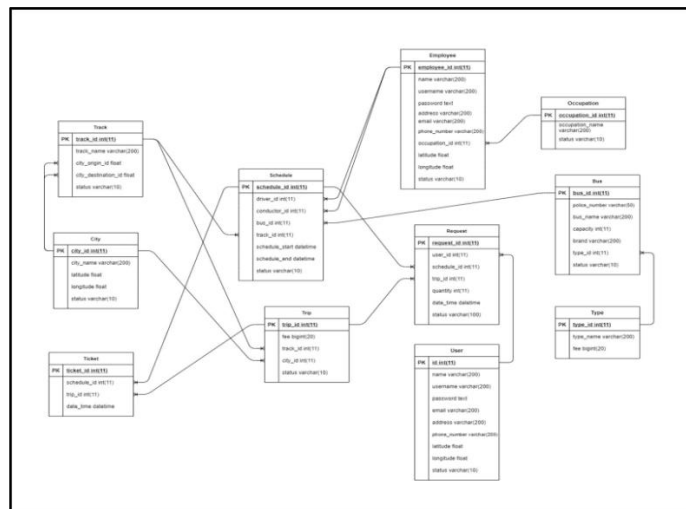 Employee
PK employee_id int(11)
name varchar(200)
username varchar(200)
password text
address varchar(200)
email varchar(200)
phone_number varchar(200)
occupation_id int(11)
latitude float
longitude float
status varchar(10)
Occupation
PK occupation_id int(11)
occupation_name
varchar(200)
status varchar(10)
Track
PK track_id int(11)
track_name varchar(200)
city_origin_id float
city_destination_id float
status varchar(10)
Schedule
PK schedule_id int(11)
driver_id int(11)
conductor_id int(11)
bus_id int(11)
track_id int(11)
schedule_start datetime
schedule_end datetime
status varchar(10)
Bus
PK bus_id int(11)
police_number varchar(50)
bus_name varchar(200)
capacity int(11)
brand varchar(200)
type_id int(11)
status varchar(10)
City
PK city_id int(11)
city_name varchar(200)
latitude float
longitude float
status varchar(10)
Request
PK request_id int(11)
user_id int(11)
schedule_id int(11)
trip_id int(11)
quantity int(11)
date_time datetime
status varchar(100)
Trip
PK trip_id int(11)
fee bigint(20)
track_id int(11)
city_id int(11)
status varchar(10)
Type
PK type_id int(11)
type_name varchar(200)
fee bigint(20)
Ticket
PK ticket_id int(11)
schedule_id int(11)
trip_id int(11)
date_time datetime
User
PK id int(11)
name varchar(200)
username varchar(200)
password text
email varchar(200)
address varchar(200)
phone_number varchar(200)
latitude float
longitude float
status varchar(10)